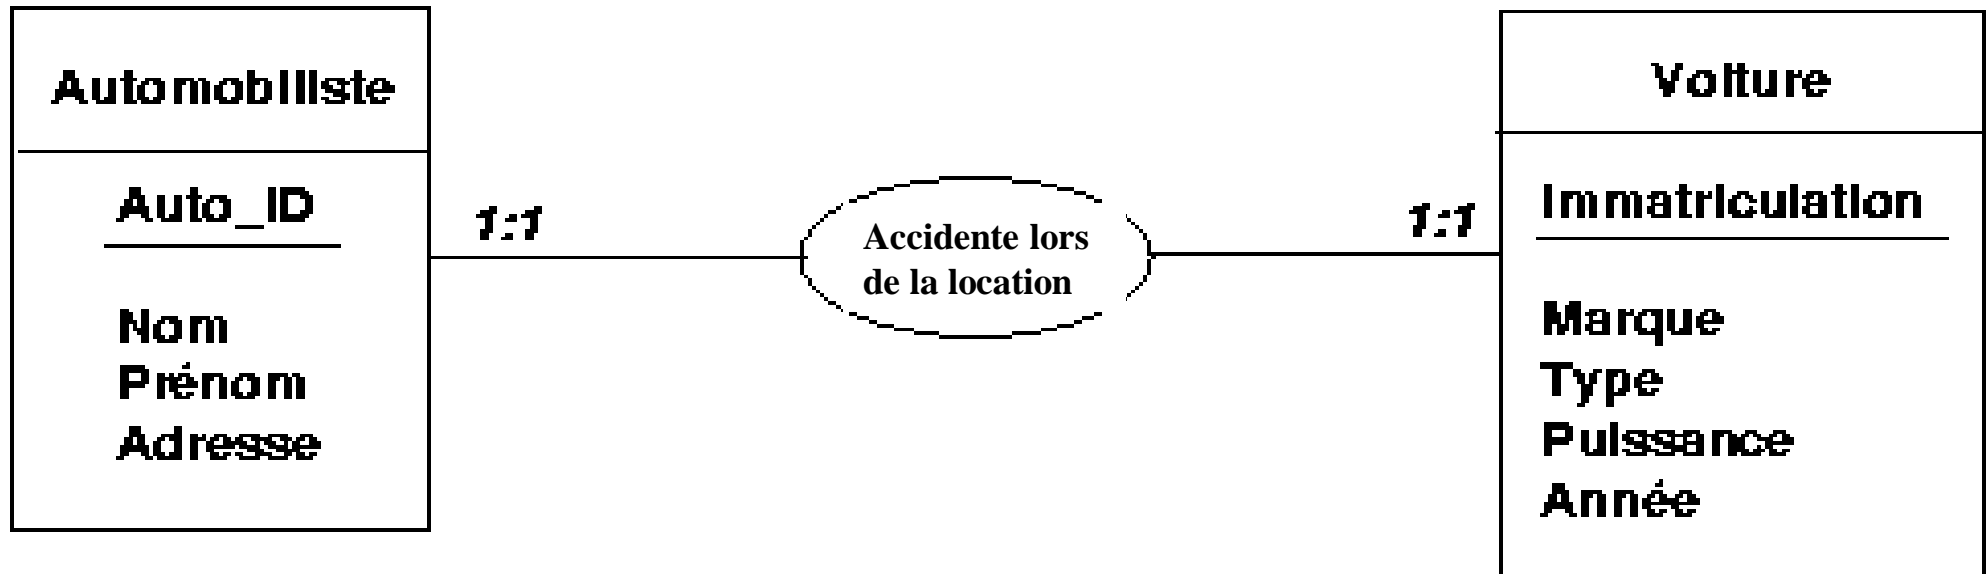 Automobiliste
Auto_ID
Nom
Prénom
Adresse
1:1
Accidente lors
de la location
1:1
Voiture
Immatriculation
Marque
Type
Puissance
Année